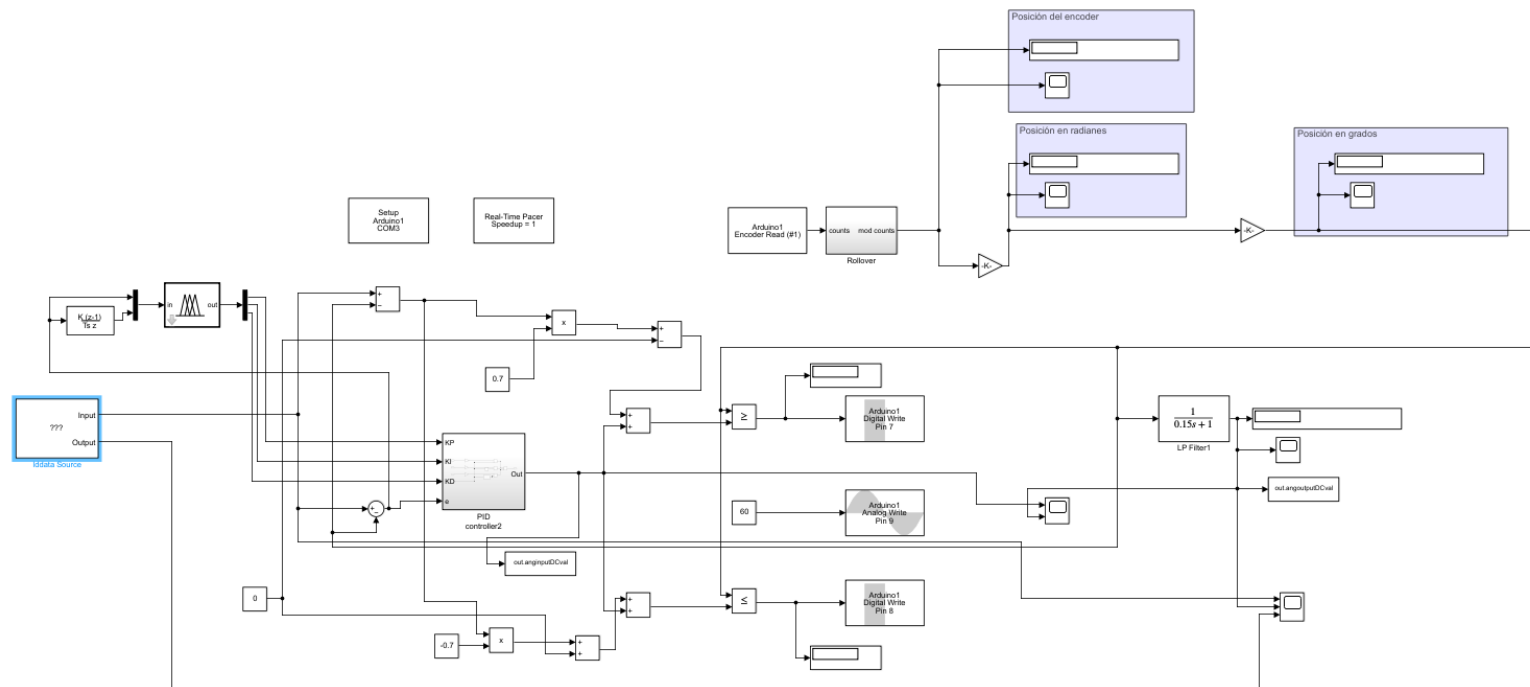 Posición del encoder
Posición en radianes
Posición en grados
Setup
Arduino1
COM3
Real-Time Pacer
Speedup = 1
Arduino1
Encoder Read (#1)
counts
mod counts
Rollover
-K-
-K-
K (z-1)
Ts z
in
out
+
−
x
+
−
0.7
???
Input
Output
Iddata Source
KP
KI
KD
e
Out
PID
controller2
+
−
+
+
≥
Arduino1
Digital Write
Pin 7
1
0.15s + 1
LP Filter1
out.angoutputDCval
60
Arduino1
Analog Write
Pin 9
out.anginputDCval
0
-0.7
x
+
+
+
+
≤
Arduino1
Digital Write
Pin 8